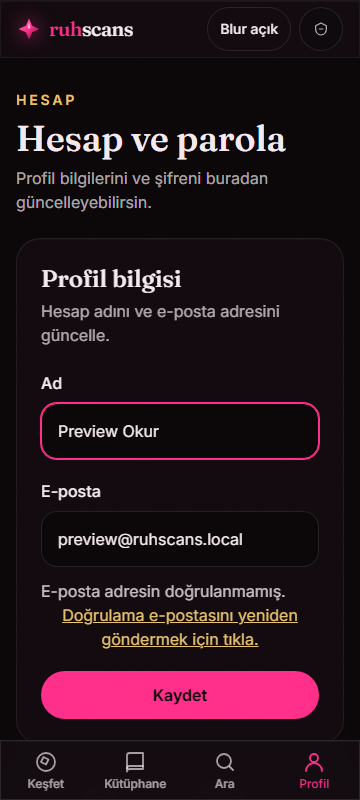 ruhscans
Blur açık
HESAP
Hesap ve parola
Profil bilgilerini ve şifreni buradan
güncelleyebilirsin.
Profil bilgisi
Hesap adını ve e-posta adresini
güncelle.
Ad
Preview Okur
E-posta
preview@ruhscans.local
E-posta adresin doğrulanmamış.
Doğrulama e-postasını yeniden
göndermek için tıkla.
Kaydet
Keşfet
Kütüphane
Ara
Profil